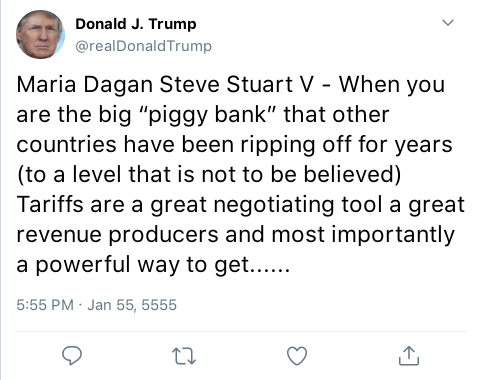 Donald J. Trump
@realDonaldTrump
Maria Dagan Steve Stuart V - When you
are the big “piggy bank” that other
countries have been ripping off for years
(to a level that is not to be believed)
Tariffs are a great negotiating tool a great
revenue producers and most importantly
a powerful way to get......
5:55 PM · Jan 55, 5555